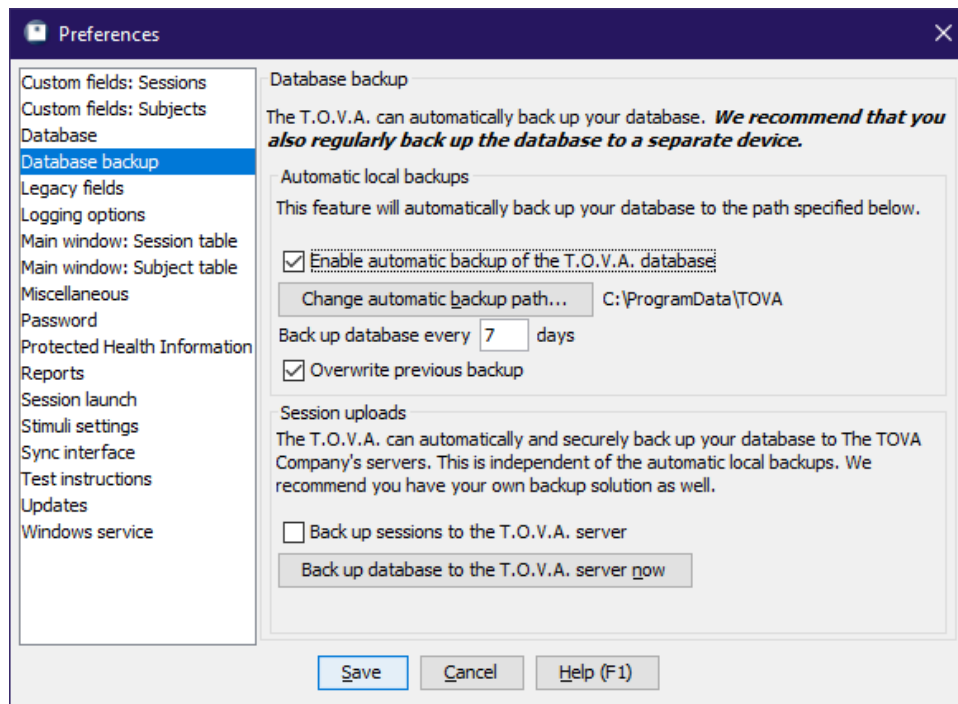 Preferences
Custom fields: Sessions
Custom fields: Subjects
Database
Database backup
Legacy fields
Logging options
Main window: Session table
Main window: Subject table
Miscellaneous
Password
Protected Health Information
Reports
Session launch
Stimuli settings
Sync interface
Test instructions
Updates
Windows service
Database backup
The T.O.V.A. can automatically back up your database. We recommend that you
also regularly back up the database to a separate device.
Automatic local backups
This feature will automatically back up your database to the path specified below.
Enable automatic backup of the T.O.V.A. database
Change automatic backup path... C:\ProgramData\TOVA
Back up database every 7 days
Overwrite previous backup
Session uploads
The T.O.V.A. can automatically and securely back up your database to The TOVA
Company's servers. This is independent of the automatic local backups. We
recommend you have your own backup solution as well.
Back up sessions to the T.O.V.A. server
Back up database to the T.O.V.A. server now
Save Cancel Help (F1)